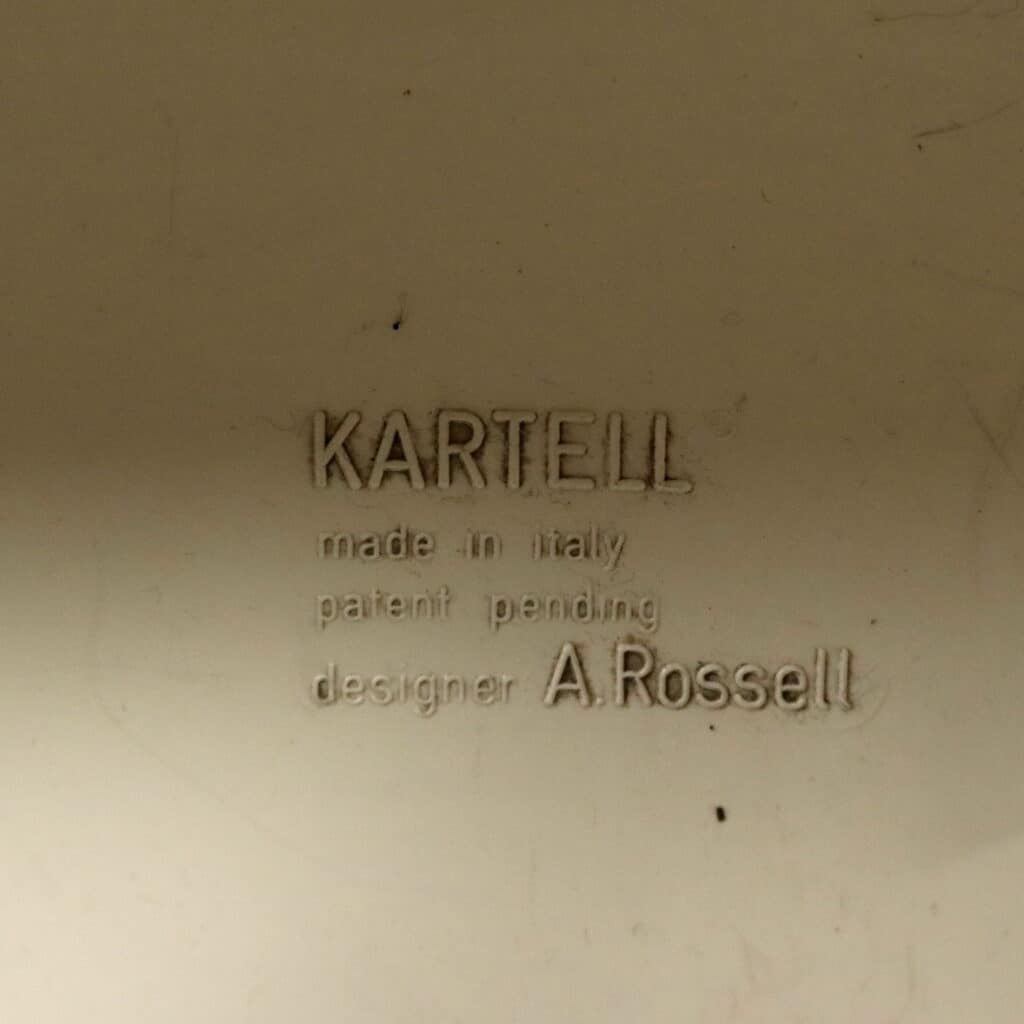 KARTELL
made in italy
patent pending
designer A.Rossell